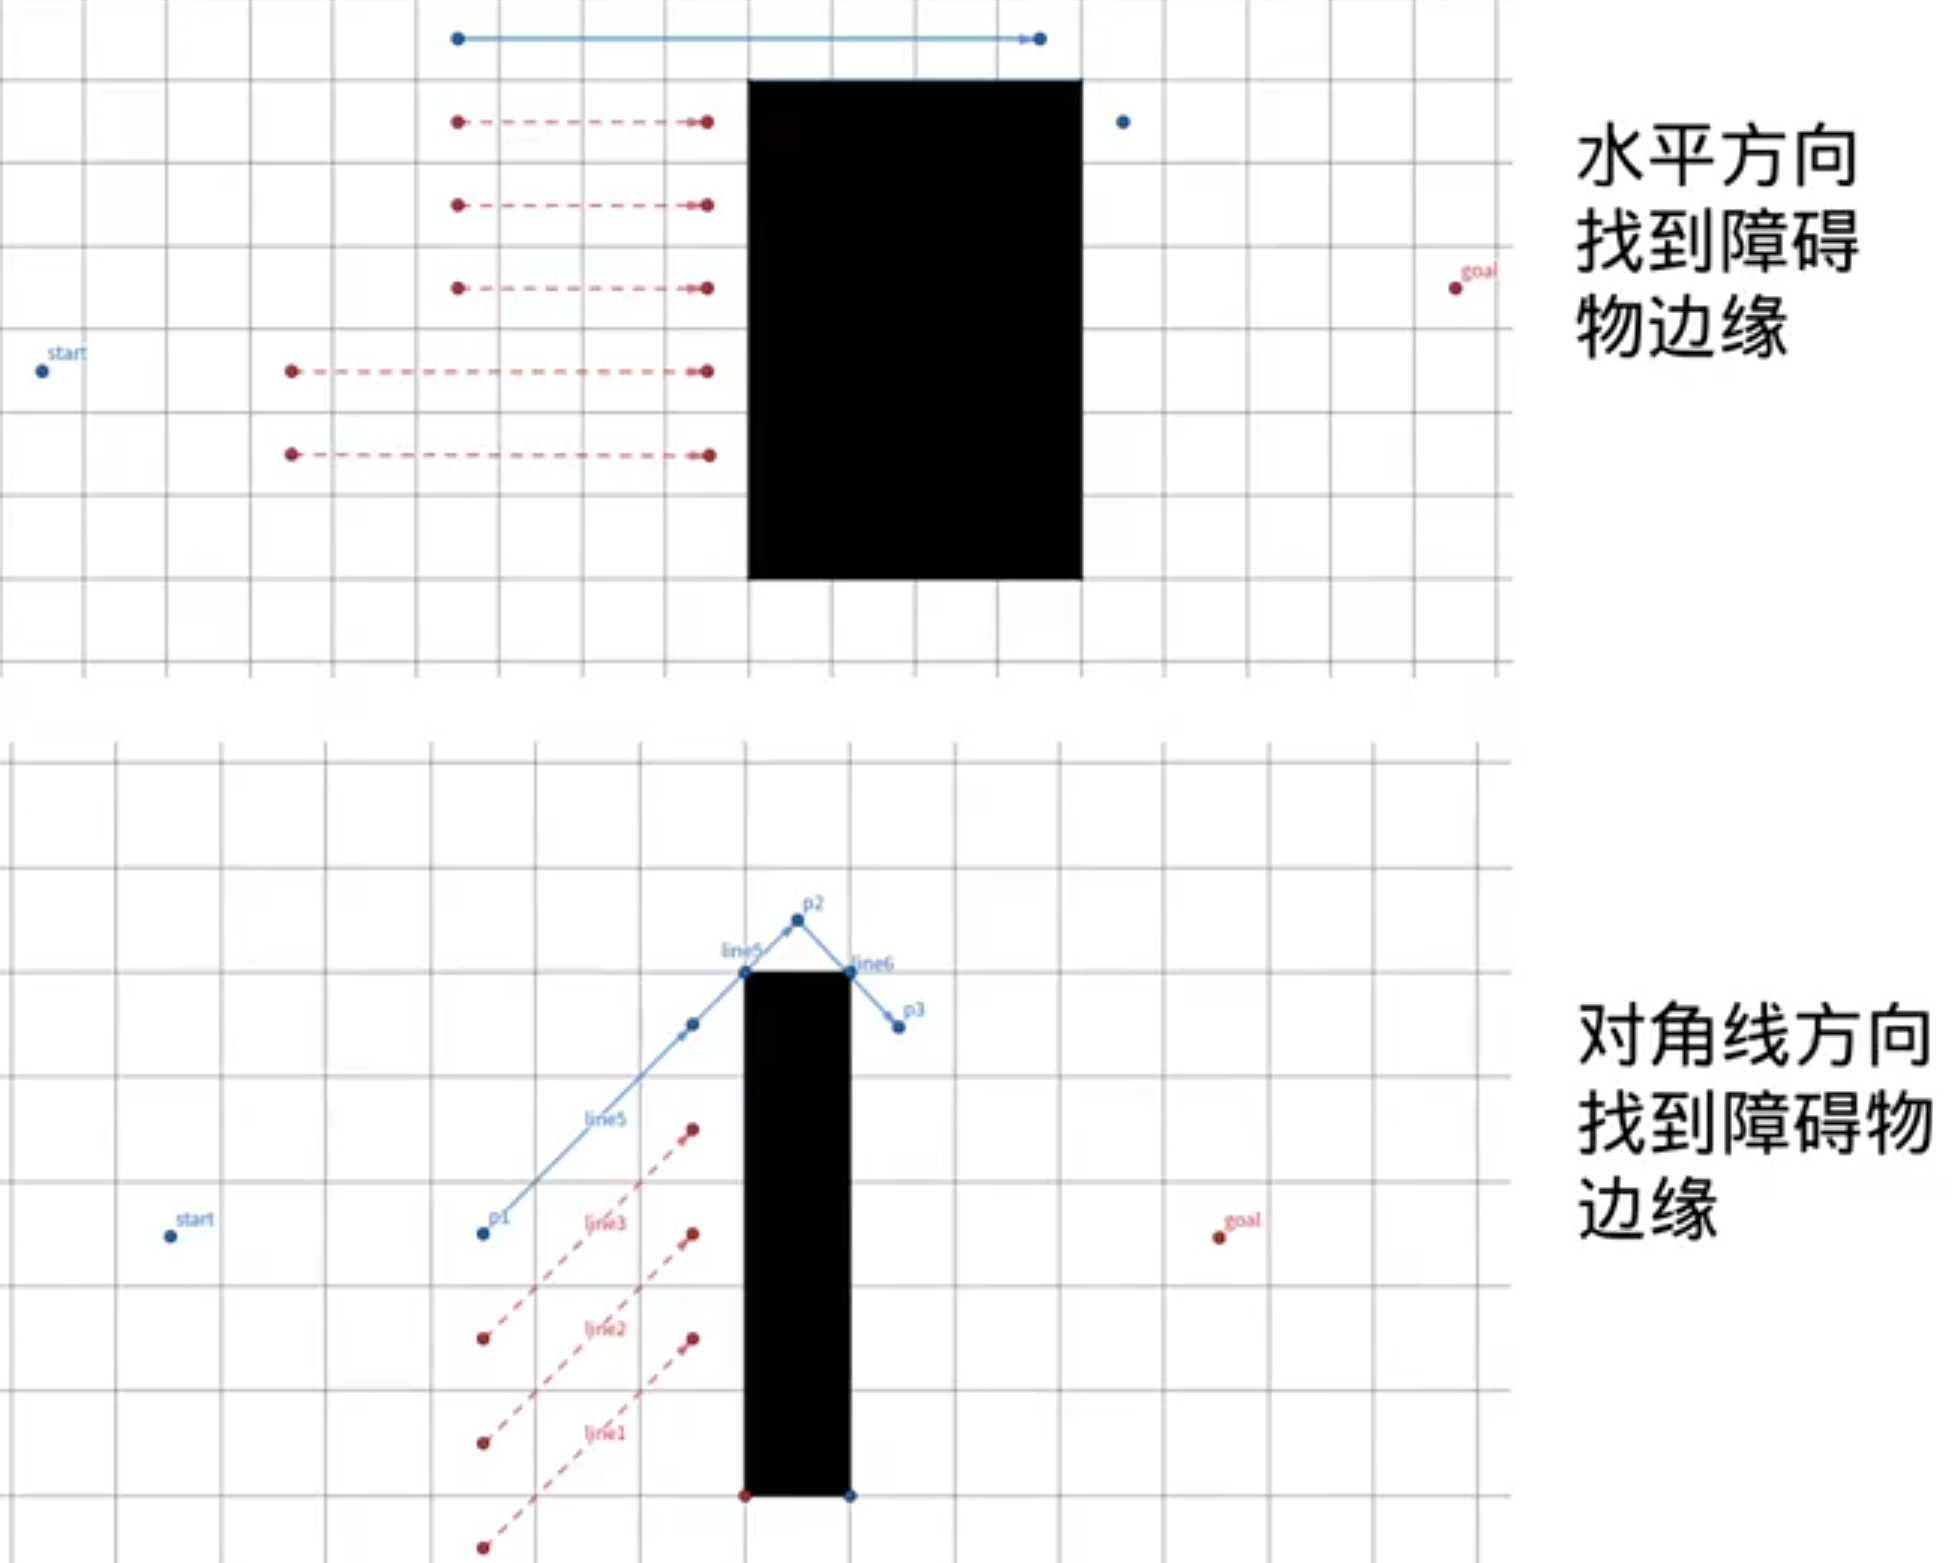 水平方向
找到障碍
物边缘
goal
start
p2
line5
line6
p3
line5
start
p1
line3
goal
line2
line1
对角线方向
找到障碍物
边缘